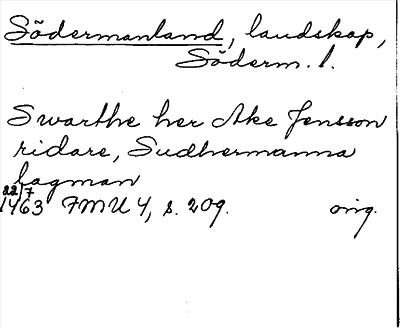 Södermanland, landskap,
Söderm. l.
Swarthe her Ake Jensson
ridare, Sudhermanna
lagman
22/7
1463 FMU 4, s. 209. orig.